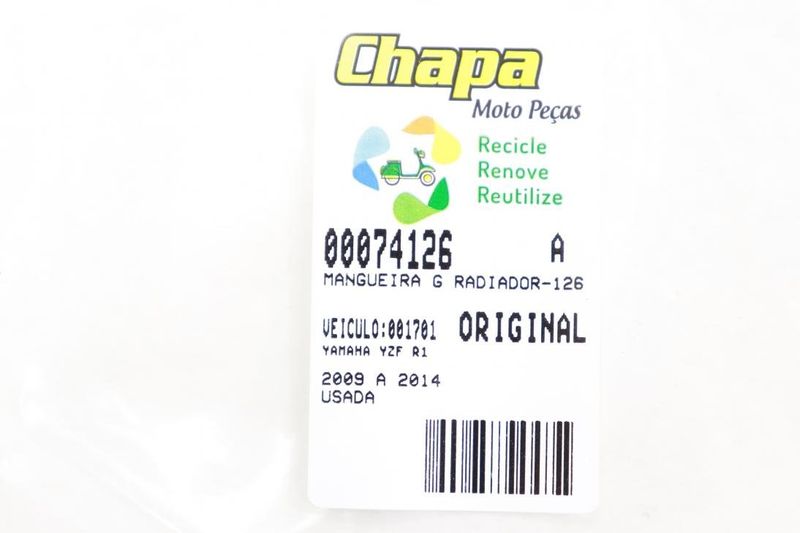 Chapa
Moto Peças
Recicle
Renove
Reutilize
00074126 A
MANGUEIRA G RADIADOR-126
VEICULO:001701 ORIGINAL
YAMAHA YZF R1
2009 A 2014
USADA